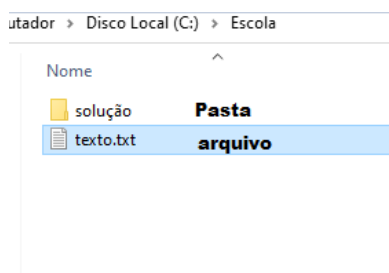 utador > Disco Local (C:) > Escola
Nome
solução Pasta
texto.txt arquivo